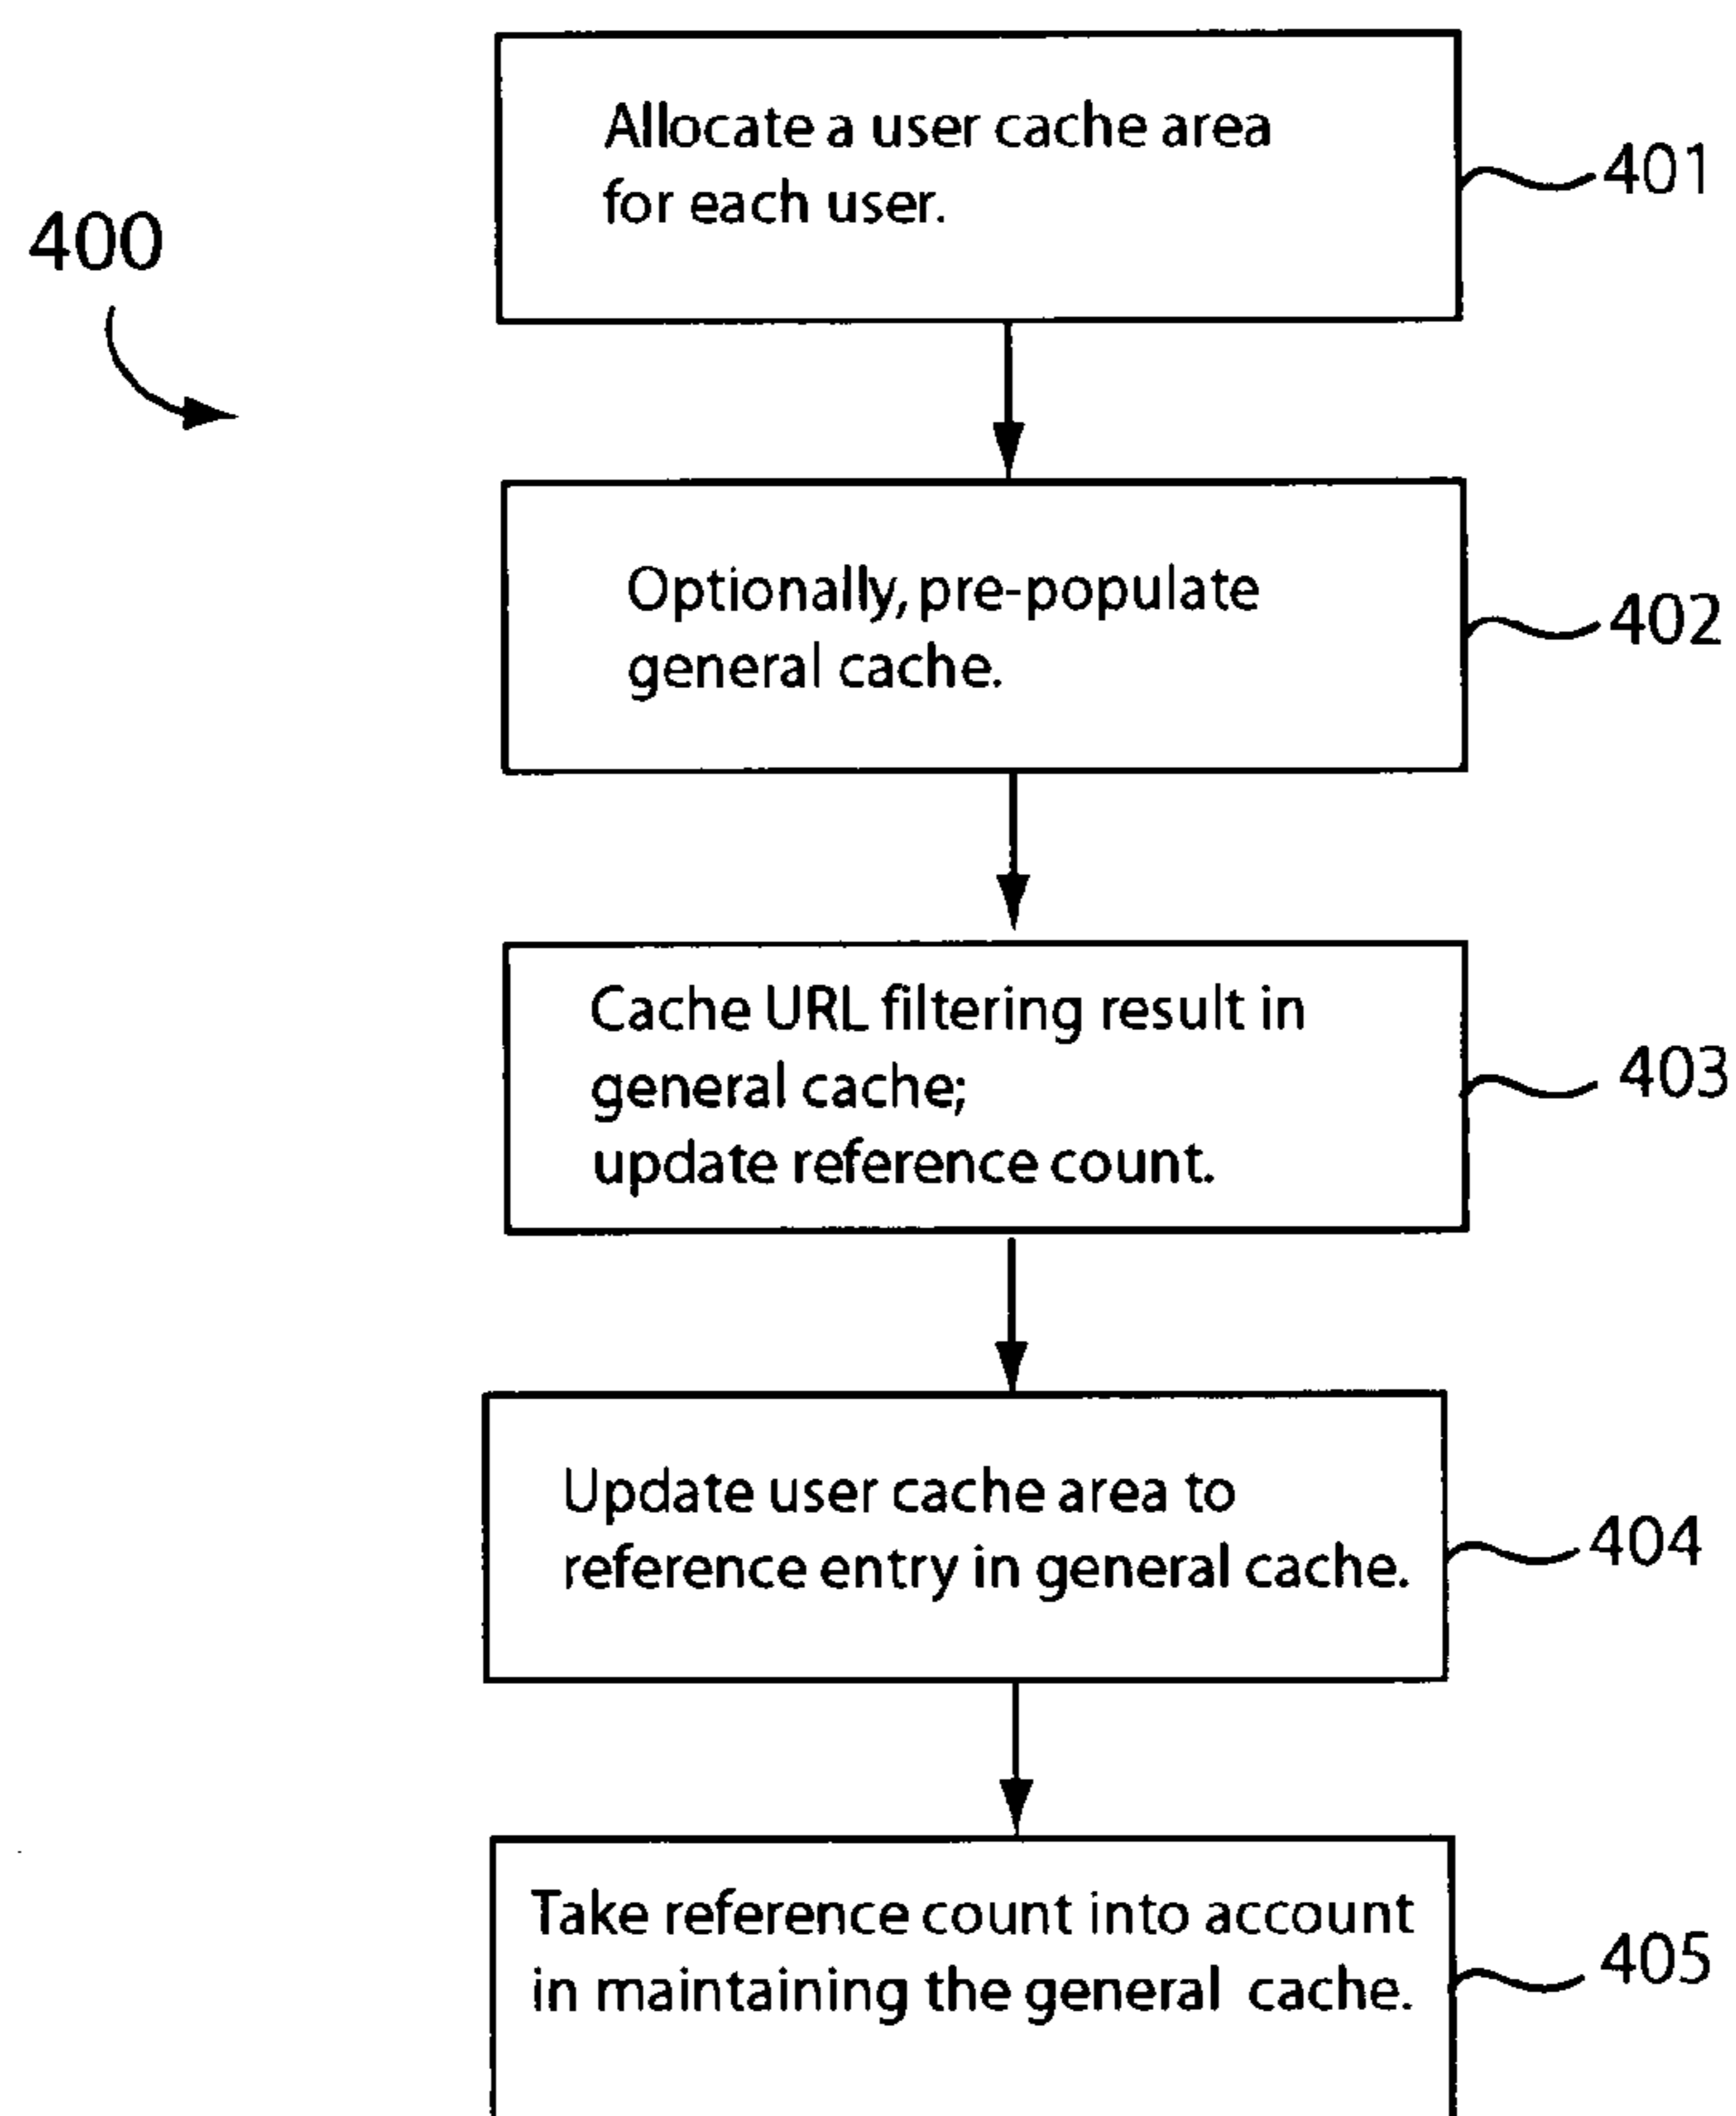 Allocate a user cache area
for each user.
401
400
Optionally, pre-populate
general cache.
402
Cache URL filtering result in
general cache;
update reference count.
403
Update user cache area to
reference entry in general cache.
404
Take reference count into account
in maintaining the general cache.
405